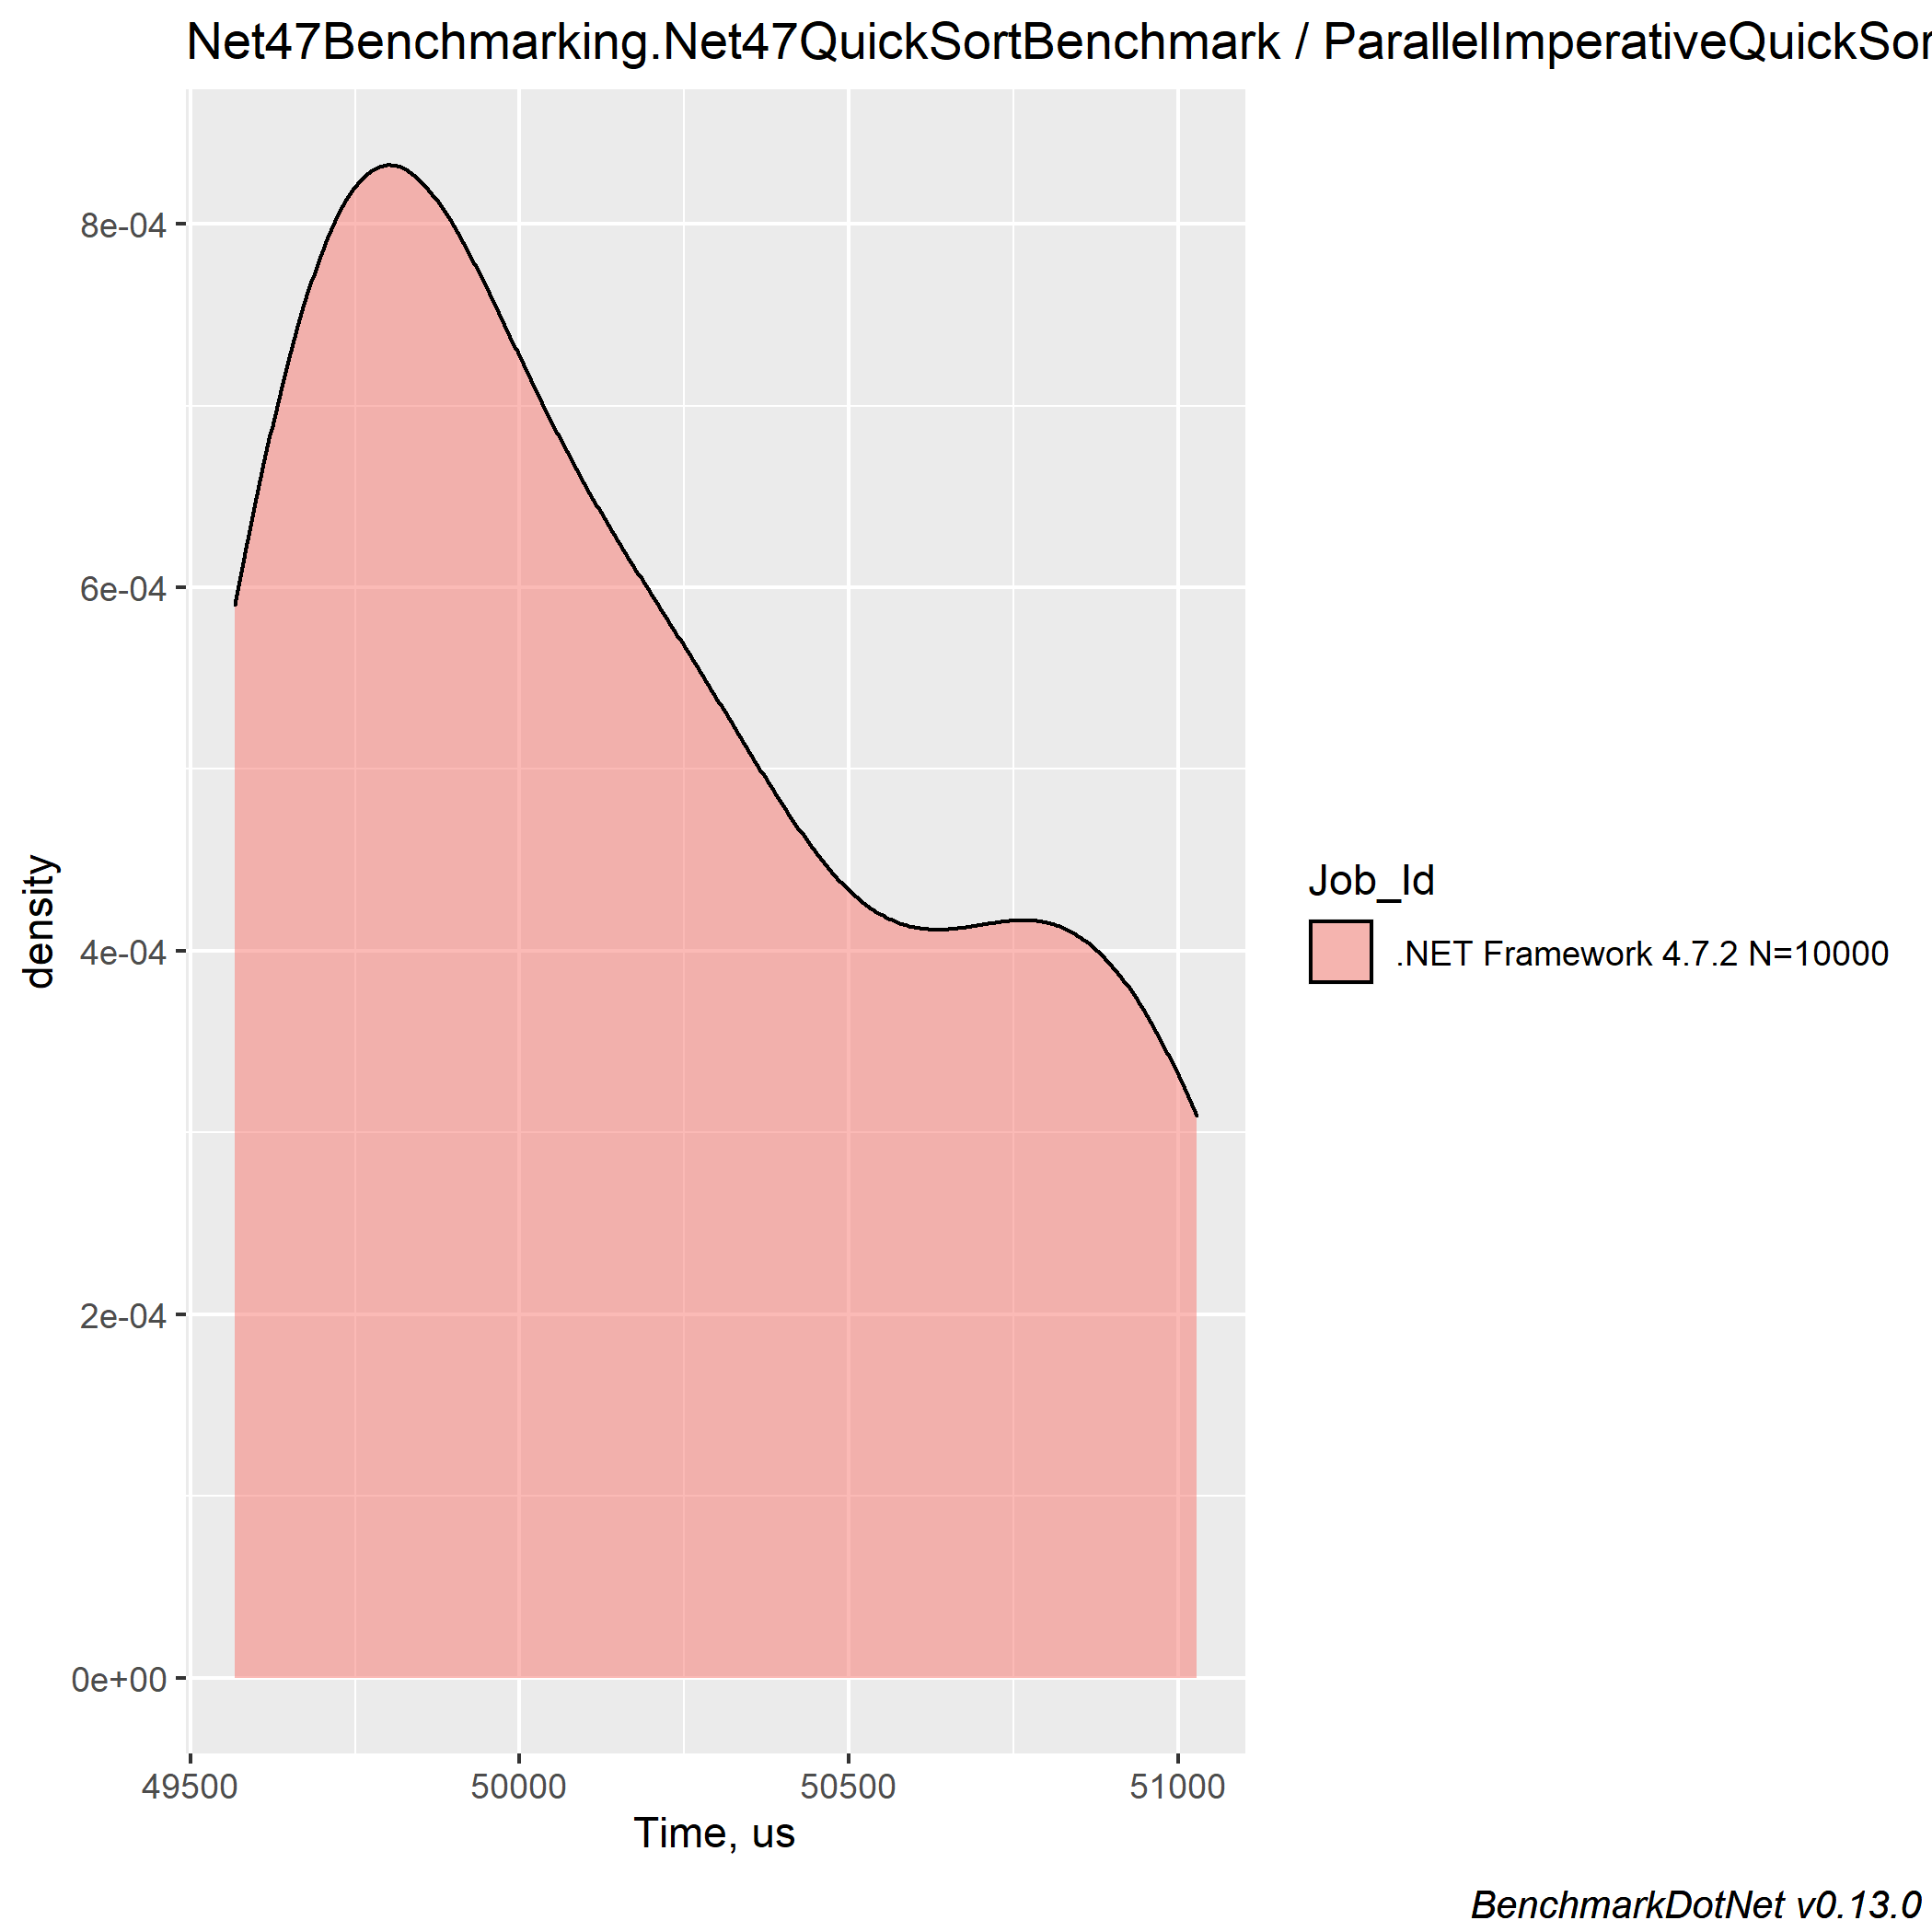 Net47Benchmarking.Net47QuickSortBenchmark / ParallelImperativeQuickSor
8e-04
6e-04
4e-04
2e-04
0e+00
density
49500 50000 50500 51000
Time, us
Job_Id
.NET Framework 4.7.2 N=10000
BenchmarkDotNet v0.13.0